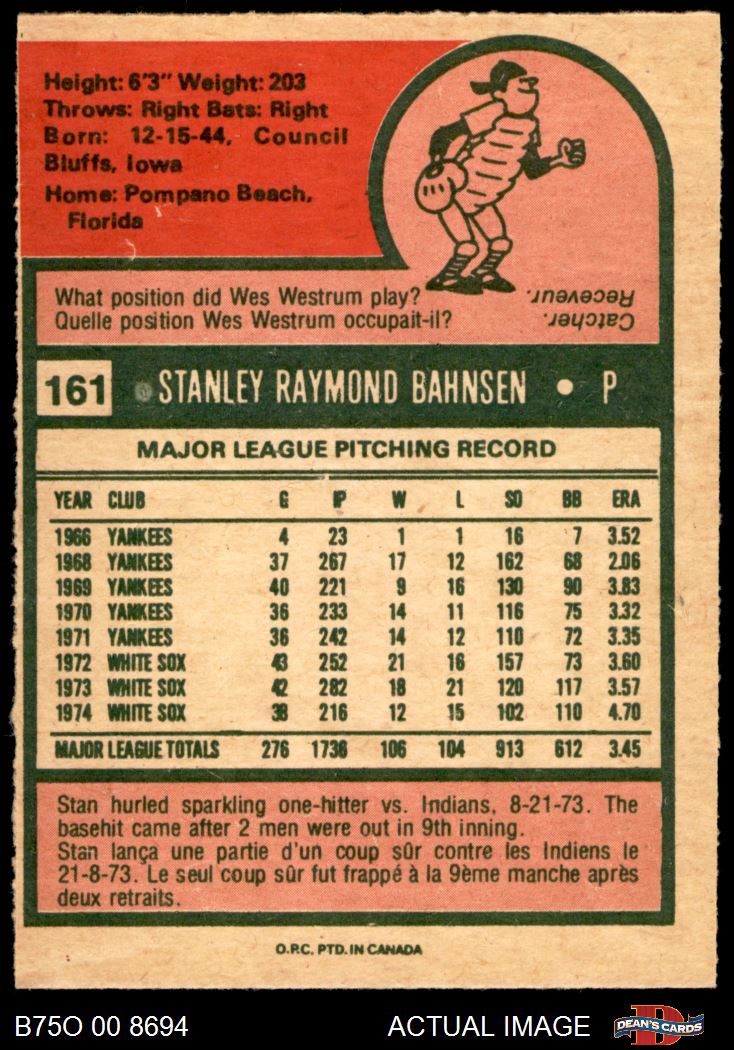 Height: 6'3" Weight: 203
Throws: Right Bats: Right
Born: 12-15-44, Council
Bluffs, Iowa
Home: Pompano Beach,
Florida
What position did Wes Westrum play?
Quelle position Wes Westrum occupait-il?
Catcher.
Receveur.
161 STANLEY RAYMOND BAHNSEN • P
MAJOR LEAGUE PITCHING RECORD
YEAR CLUB G IP W L SO BB ERA
1966 YANKEES 4 23 1 1 16 7 3.52
1968 YANKEES 37 267 17 12 162 68 2.06
1969 YANKEES 40 221 9 16 130 90 3.83
1970 YANKEES 36 233 14 11 116 75 3.32
1971 YANKEES 36 242 14 12 110 72 3.35
1972 WHITE SOX 43 252 21 16 157 73 3.60
1973 WHITE SOX 42 282 18 21 120 117 3.57
1974 WHITE SOX 38 216 12 15 102 110 4.70
MAJOR LEAGUE TOTALS 276 1736 106 104 913 612 3.45
Stan hurled sparkling one-hitter vs. Indians, 8-21-73. The
basehit came after 2 men were out in 9th inning.
Stan lança une partie d'un coup sûr contre les Indiens le
21-8-73. Le seul coup sûr fut frappé à la 9ème manche après
deux retraits.
O.P.C. PTD. IN CANADA
B75O 00 8694 ACTUAL IMAGE
D
DEAN'S CARDS